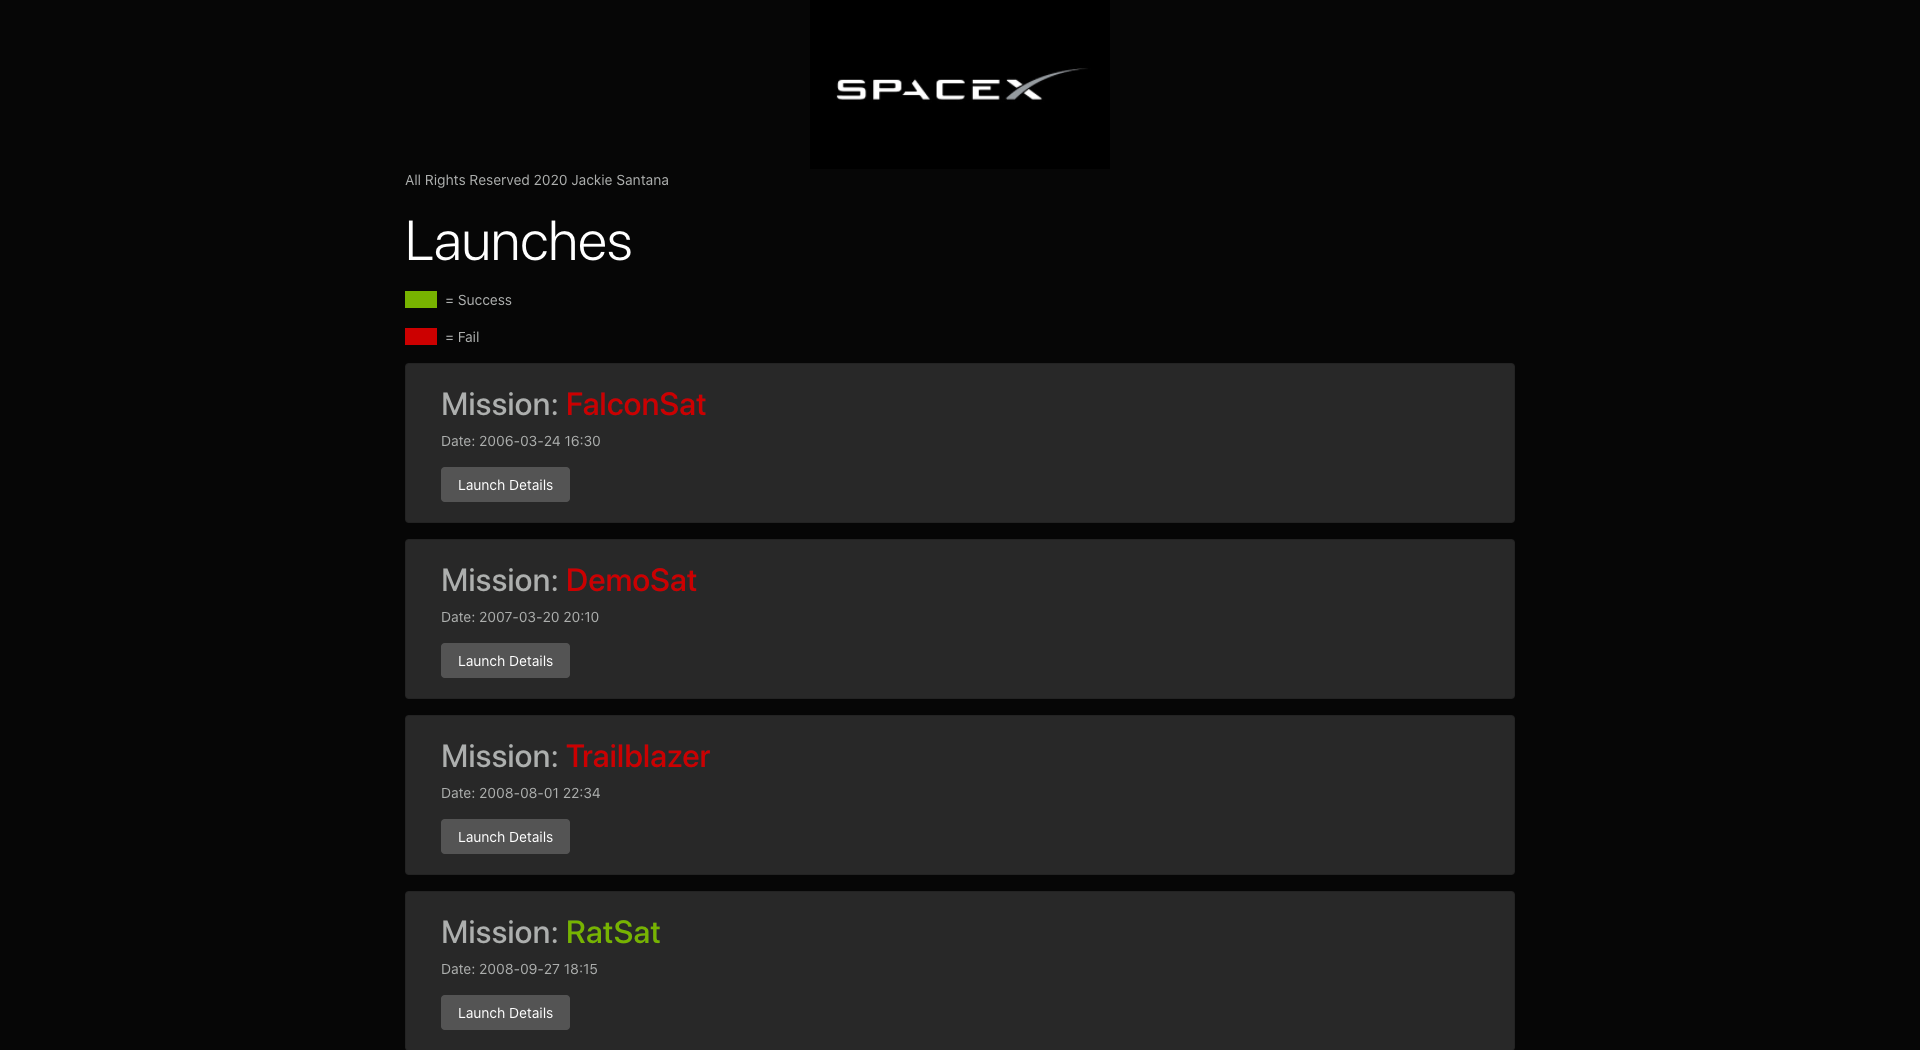 SPACEX
All Rights Reserved 2020 Jackie Santana
Launches
= Success
= Fail
Mission: FalconSat
Date: 2006-03-24 16:30
Launch Details
Mission: DemoSat
Date: 2007-03-20 20:10
Launch Details
Mission: Trailblazer
Date: 2008-08-01 22:34
Launch Details
Mission: RatSat
Date: 2008-09-27 18:15
Launch Details